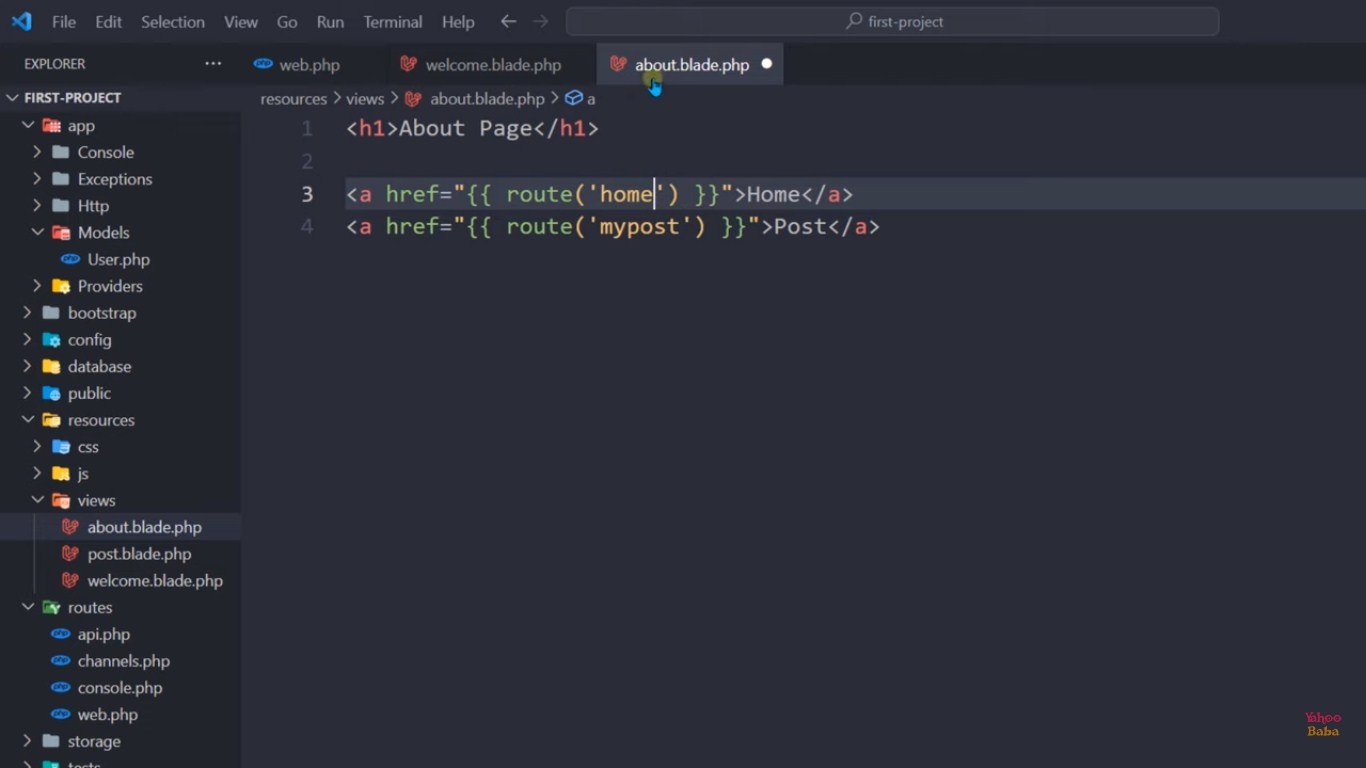 File Edit Selection View Go Run Terminal Help first-project
EXPLORER
web.php welcome.blade.php about.blade.php
FIRST-PROJECT
resources > views > about.blade.php > a
app
Console
Exceptions
Http
Models
User.php
Providers
bootstrap
config
database
public
resources
css
js
views
about.blade.php
post.blade.php
welcome.blade.php
routes
api.php
channels.php
console.php
web.php
storage
tests
1 <h1>About Page</h1>
2
3 <a href="{{ route('home') }}">Home</a>
4 <a href="{{ route('mypost') }}">Post</a>
Yahoo
Baba